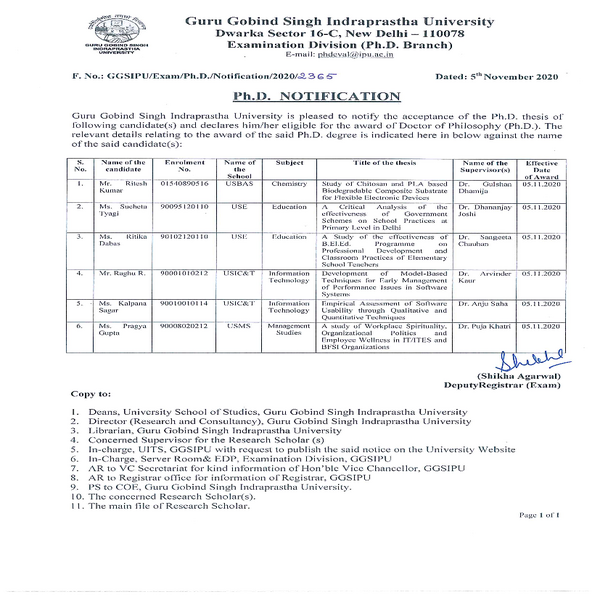 Guru Gobind Singh Indraprastha University
Dwarka Sector 16-C, New Delhi – 110078
Examination Division (Ph.D. Branch)
E-mail: phdeval@ipu.ac.in
GURU GOBIND SINGH
INDRAPRASTHA
UNIVERSITY
F. No.: GGSIPU/Exam/Ph.D./Notification/2020/2365 Dated: 5th November 2020
Ph.D. NOTIFICATION
Guru Gobind Singh Indraprastha University is pleased to notify the acceptance of the Ph.D. thesis of
following candidate(s) and declares him/her eligible for the award of Doctor of Philosophy (Ph.D.). The
relevant details relating to the award of the said Ph.D. degree is indicated here in below against the name
of the said candidate(s):
S. No. Name of the candidate Enrolment No. Name of the School Subject Title of the thesis Name of the Supervisor(s) Effective Date of Award
1. Mr. Ritush Kumar 01540890516 USBAS Chemistry Study of Chitosan and PLA based Biodegradable Composite Substrate for Flexible Electronic Devices Dr. Gulshan Dhamija 05.11.2020
2. Ms. Sucheta Tyagi 90095120110 USE Education A Critical Analysis of the effectiveness of Government Schemes on School Practices at Primary Level in Delhi Dr. Dhananjay Joshi 05.11.2020
3. Ms. Ritika Dabas 90102120110 USE Education A Study of the effectiveness of B.El.Ed. Programme on Professional Development and Classroom Practices of Elementary School Teachers Dr. Sangeeta Chauhan 05.11.2020
4. Mr. Raghu R. 90001010212 USIC&T Information Technology Development of Model-Based Techniques for Early Management of Performance Issues in Software Systems Dr. Arvinder Kaur 05.11.2020
5. Ms. Kalpana Sagar 90010010114 USIC&T Information Technology Empirical Assessment of Software Usability through Qualitative and Quantitative Techniques Dr. Anju Saha 05.11.2020
6. Ms. Pragya Gupta 90008020212 USMS Management Studies A study of Workplace Spirituality, Organizational Politics and Employee Wellness in IT/ITES and BFSI Organizations Dr. Puja Khatri 05.11.2020
Shikha
(Shikha Agarwal)
DeputyRegistrar (Exam)
Copy to:
1. Deans, University School of Studies, Guru Gobind Singh Indraprastha University
2. Director (Research and Consultancy), Guru Gobind Singh Indraprastha University
3. Librarian, Guru Gobind Singh Indraprastha University
4. Concerned Supervisor for the Research Scholar (s)
5. In-charge, UITS, GGSIPU with request to publish the said notice on the University Website
6. In-Charge, Server Room& EDP, Examination Division, GGSIPU
7. AR to VC Secretariat for kind information of Hon'ble Vice Chancellor, GGSIPU
8. AR to Registrar office for information of Registrar, GGSIPU
9. PS to COE, Guru Gobind Singh Indraprastha University.
10. The concerned Research Scholar(s).
11. The main file of Research Scholar.
Page 1 of 1